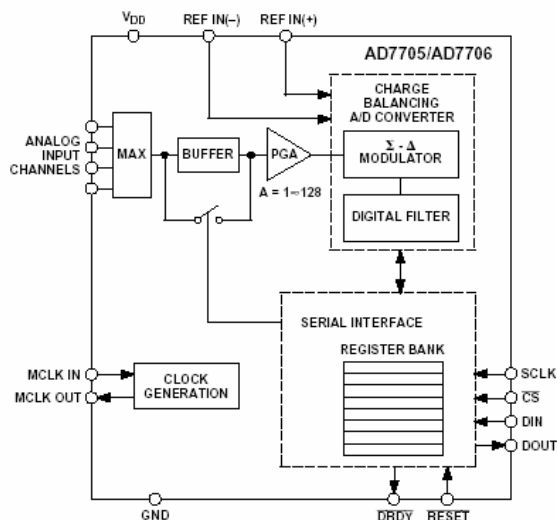 V_DD
REF IN(–)
REF IN(+)
AD7705/AD7706
CHARGE
BALANCING
A/D CONVERTER
ANALOG
INPUT
CHANNELS
MAX
BUFFER
PGA
A = 1≈128
Σ - Δ
MODULATOR
DIGITAL FILTER
SERIAL INTERFACE
REGISTER BANK
MCLK IN
MCLK OUT
CLOCK
GENERATION
SCLK
CS
DIN
DOUT
GND
DRDY
RESET